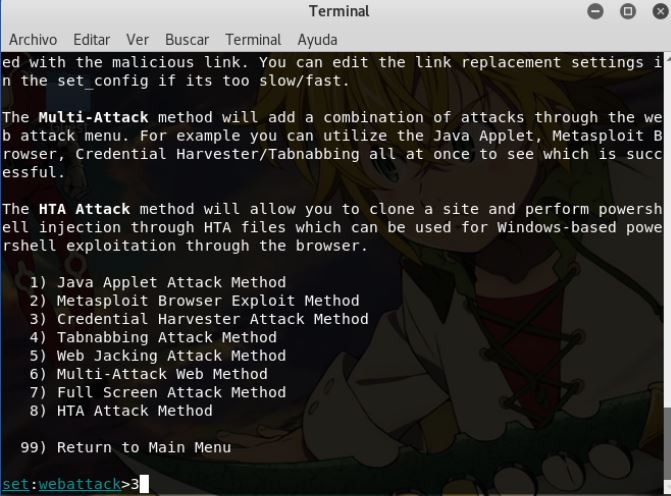 Terminal
Archivo Editar Ver Buscar Terminal Ayuda
ed with the malicious link. You can edit the link replacement settings i
n the set_config if its too slow/fast.
The Multi-Attack method will add a combination of attacks through the we
b attack menu. For example you can utilize the Java Applet, Metasploit B
rowser, Credential Harvester/Tabnabbing all at once to see which is succ
essful.
The HTA Attack method will allow you to clone a site and perform powersh
ell injection through HTA files which can be used for Windows-based powe
rshell exploitation through the browser.
1) Java Applet Attack Method
2) Metasploit Browser Exploit Method
3) Credential Harvester Attack Method
4) Tabnabbing Attack Method
5) Web Jacking Attack Method
6) Multi-Attack Web Method
7) Full Screen Attack Method
8) HTA Attack Method
99) Return to Main Menu
set:webattack>3